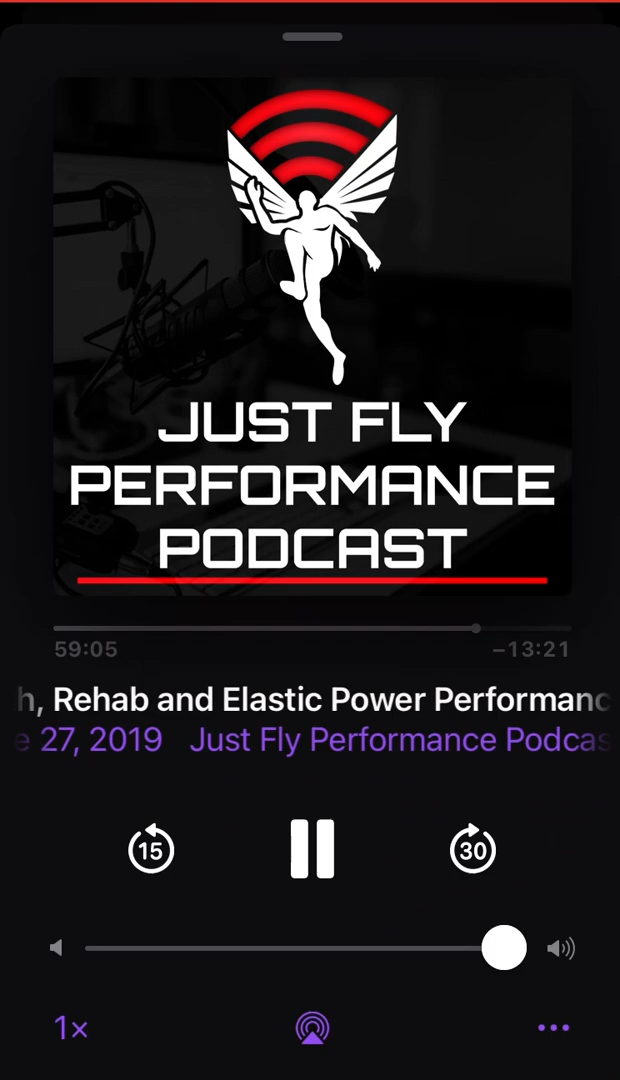 JUST FLY
PERFORMANCE
PODCAST
59:05 –13:21
h, Rehab and Elastic Power Performanc
e 27, 2019 Just Fly Performance Podcas
15 30
1×